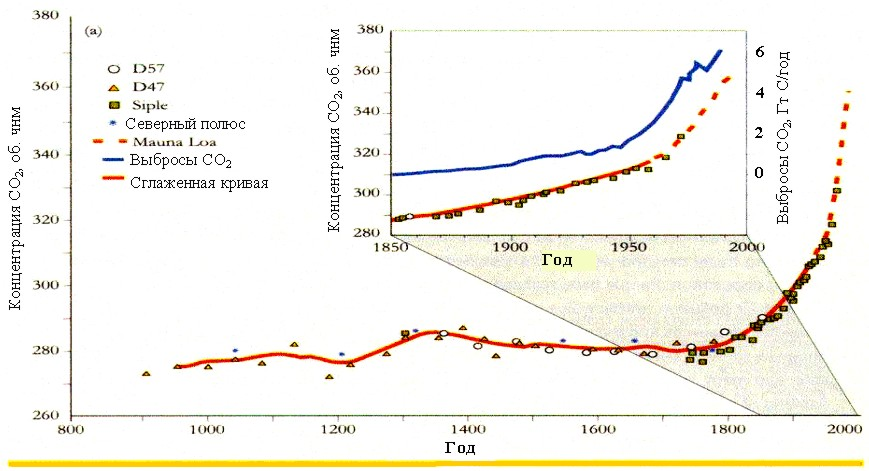 (a)
Концентрация CO₂, об. чнм
380
360
340
320
300
280
260
D57
D47
Siple
Северный полюс
Mauna Loa
Выбросы CO₂
Сглаженная кривая
800
1000
1200
1400
1600
1800
2000
Год
Концентрация CO₂, об. чнм
380
360
340
320
300
280
1850
1900
1950
2000
Год
6
4
2
0
Выбросы CO₂, Гт С/год